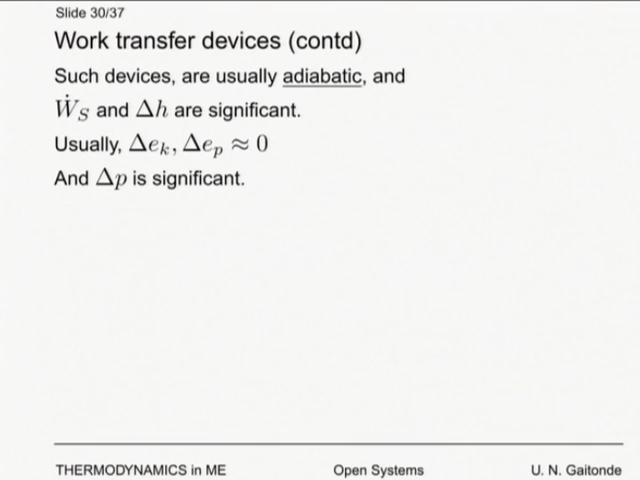 Slide 30/37
Work transfer devices (contd)
Such devices, are usually adiabatic, and
Ẇ_S and Δh are significant.
Usually, Δe_k, Δe_p ≈ 0
And Δp is significant.
THERMODYNAMICS in ME Open Systems U. N. Gaitonde